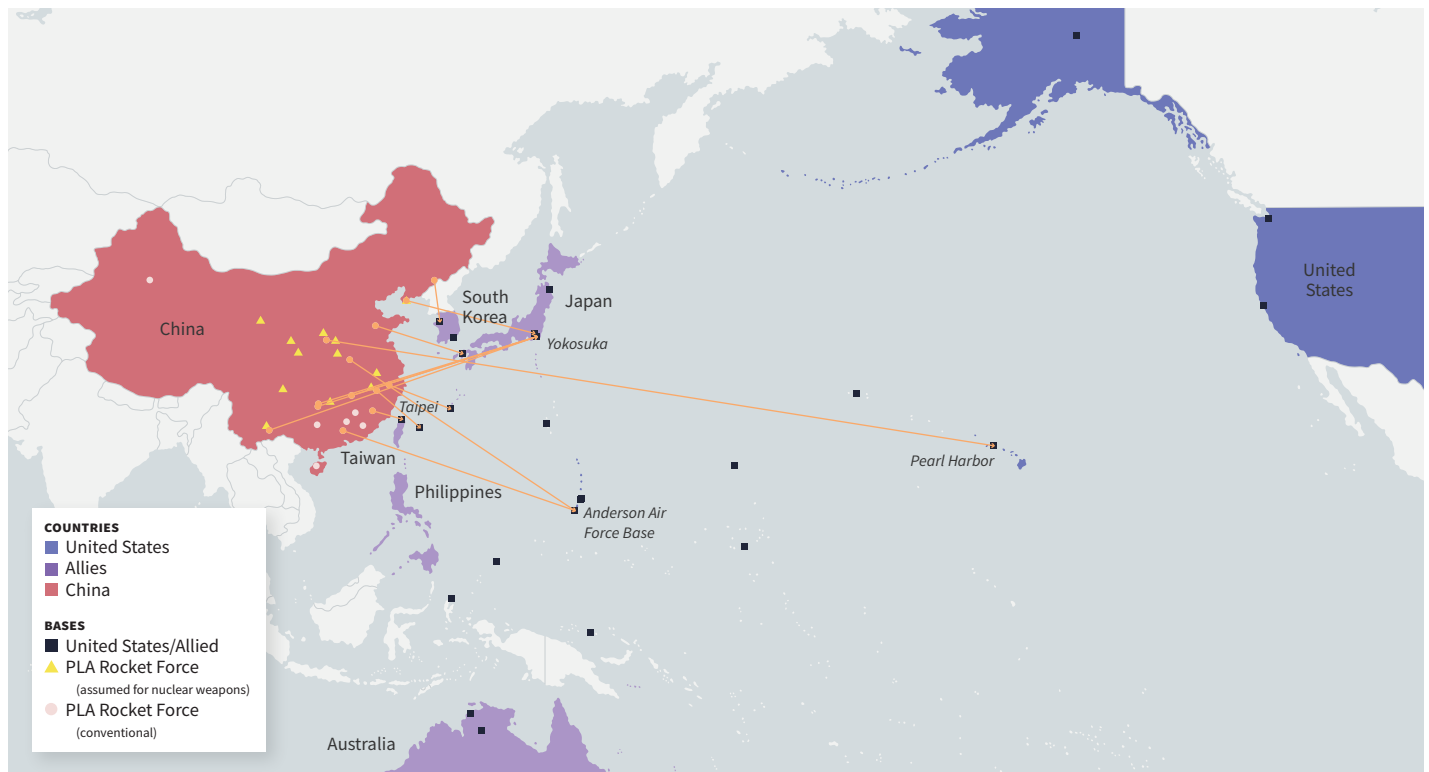 United
States
South
Korea
Japan
China
Yokosuka
Taipei
Taiwan
Pearl Harbor
Philippines
Anderson Air
Force Base
COUNTRIES
United States
Allies
China
BASES
United States/Allied
PLA Rocket Force
(assumed for nuclear weapons)
PLA Rocket Force
(conventional)
Australia